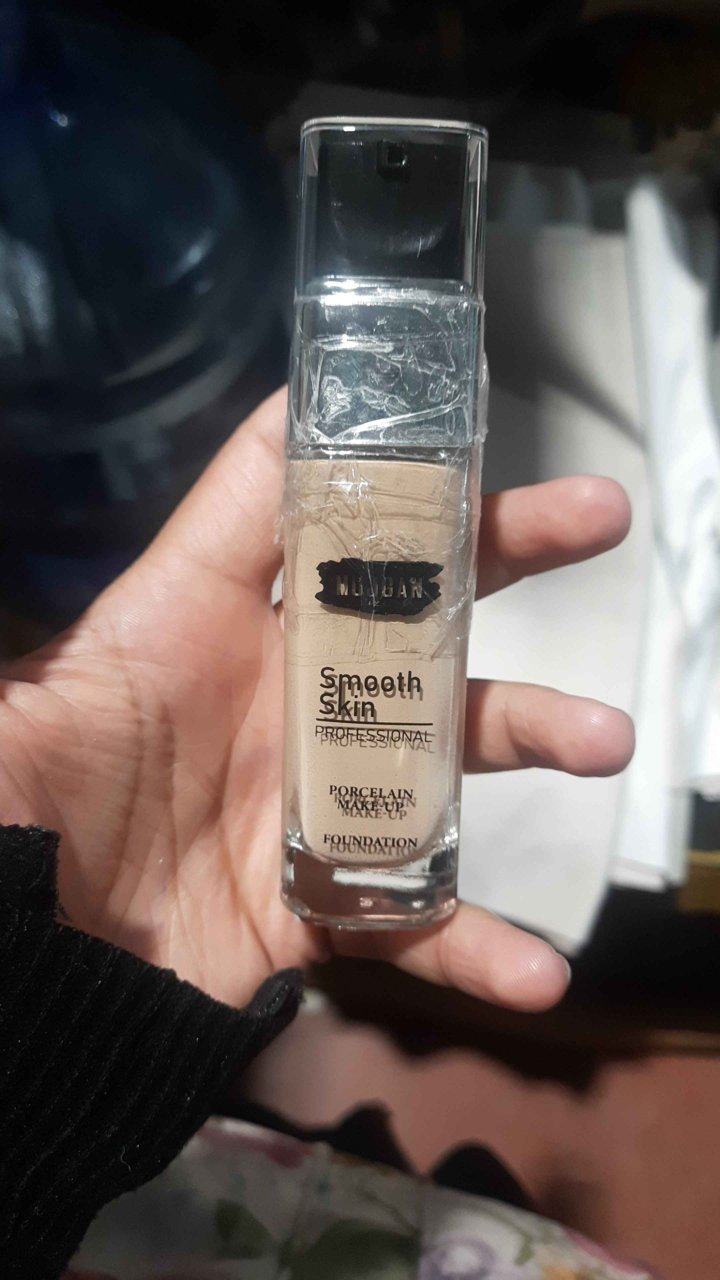 Smooth
Skin
PROFESSIONAL
PORCELAIN
MAKE-UP
FOUNDATION